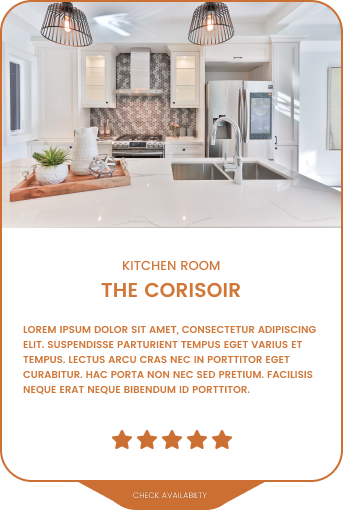 KITCHEN ROOM
THE CORISOIR
LOREM IPSUM DOLOR SIT AMET, CONSECTETUR ADIPISCING
ELIT. SUSPENDISSE PARTURIENT TEMPUS EGET VARIUS ET
TEMPUS. LECTUS ARCU CRAS NEC IN PORTTITOR EGET
CURABITUR. HAC PORTA NON NEC SED PRETIUM. FACILISIS
NEQUE ERAT NEQUE BIBENDUM ID PORTTITOR.
CHECK AVAILABILTY